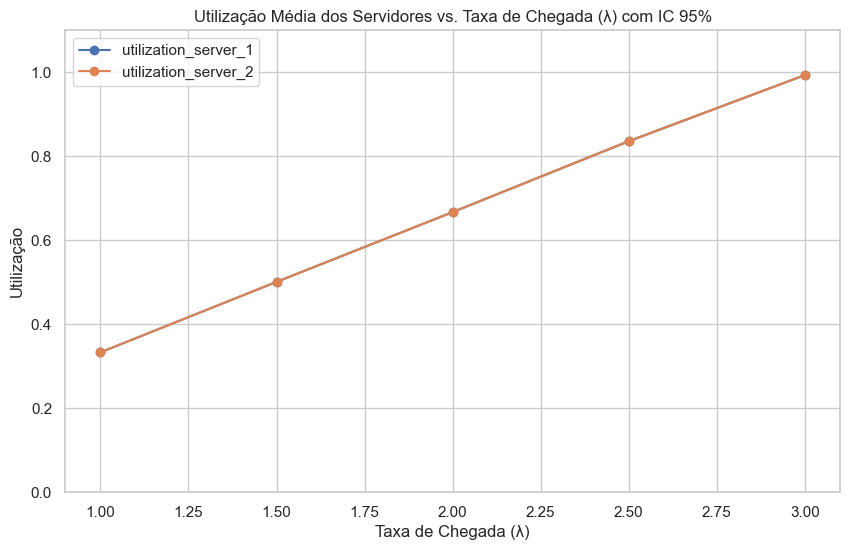 Utilização Média dos Servidores vs. Taxa de Chegada (λ) com IC 95%
utilization_server_1
utilization_server_2
Utilização
1.0
0.8
0.6
0.4
0.2
0.0
1.00 1.25 1.50 1.75 2.00 2.25 2.50 2.75 3.00
Taxa de Chegada (λ)